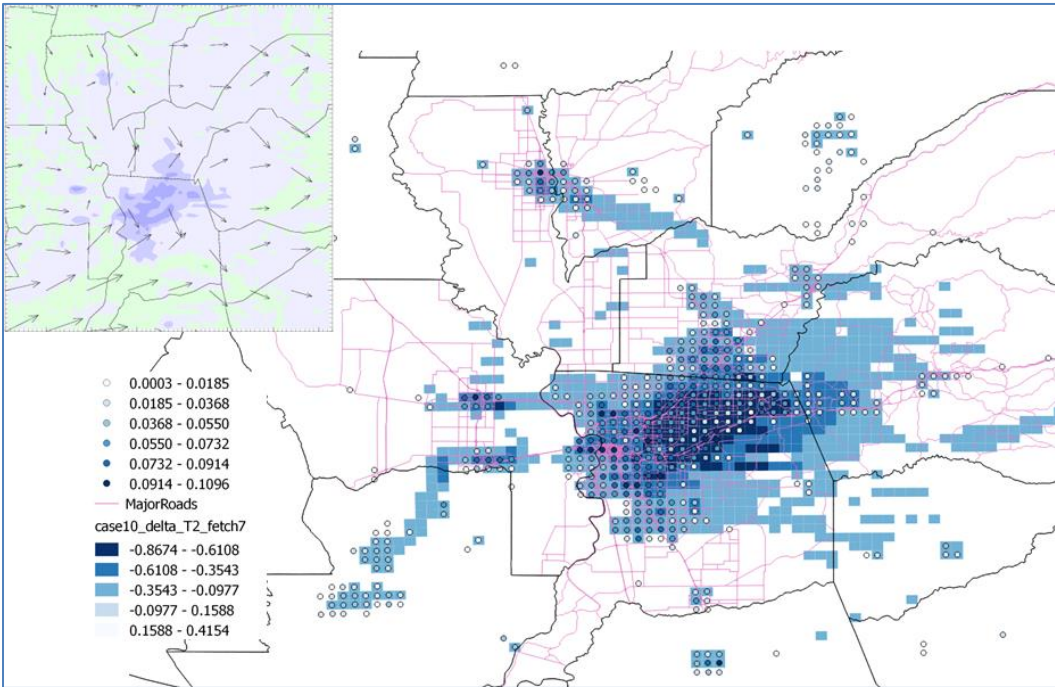 0.0003 - 0.0185
0.0185 - 0.0368
0.0368 - 0.0550
0.0550 - 0.0732
0.0732 - 0.0914
0.0914 - 0.1096
MajorRoads
case10_delta_T2_fetch7
-0.8674 - -0.6108
-0.6108 - -0.3543
-0.3543 - -0.0977
-0.0977 - 0.1588
0.1588 - 0.4154